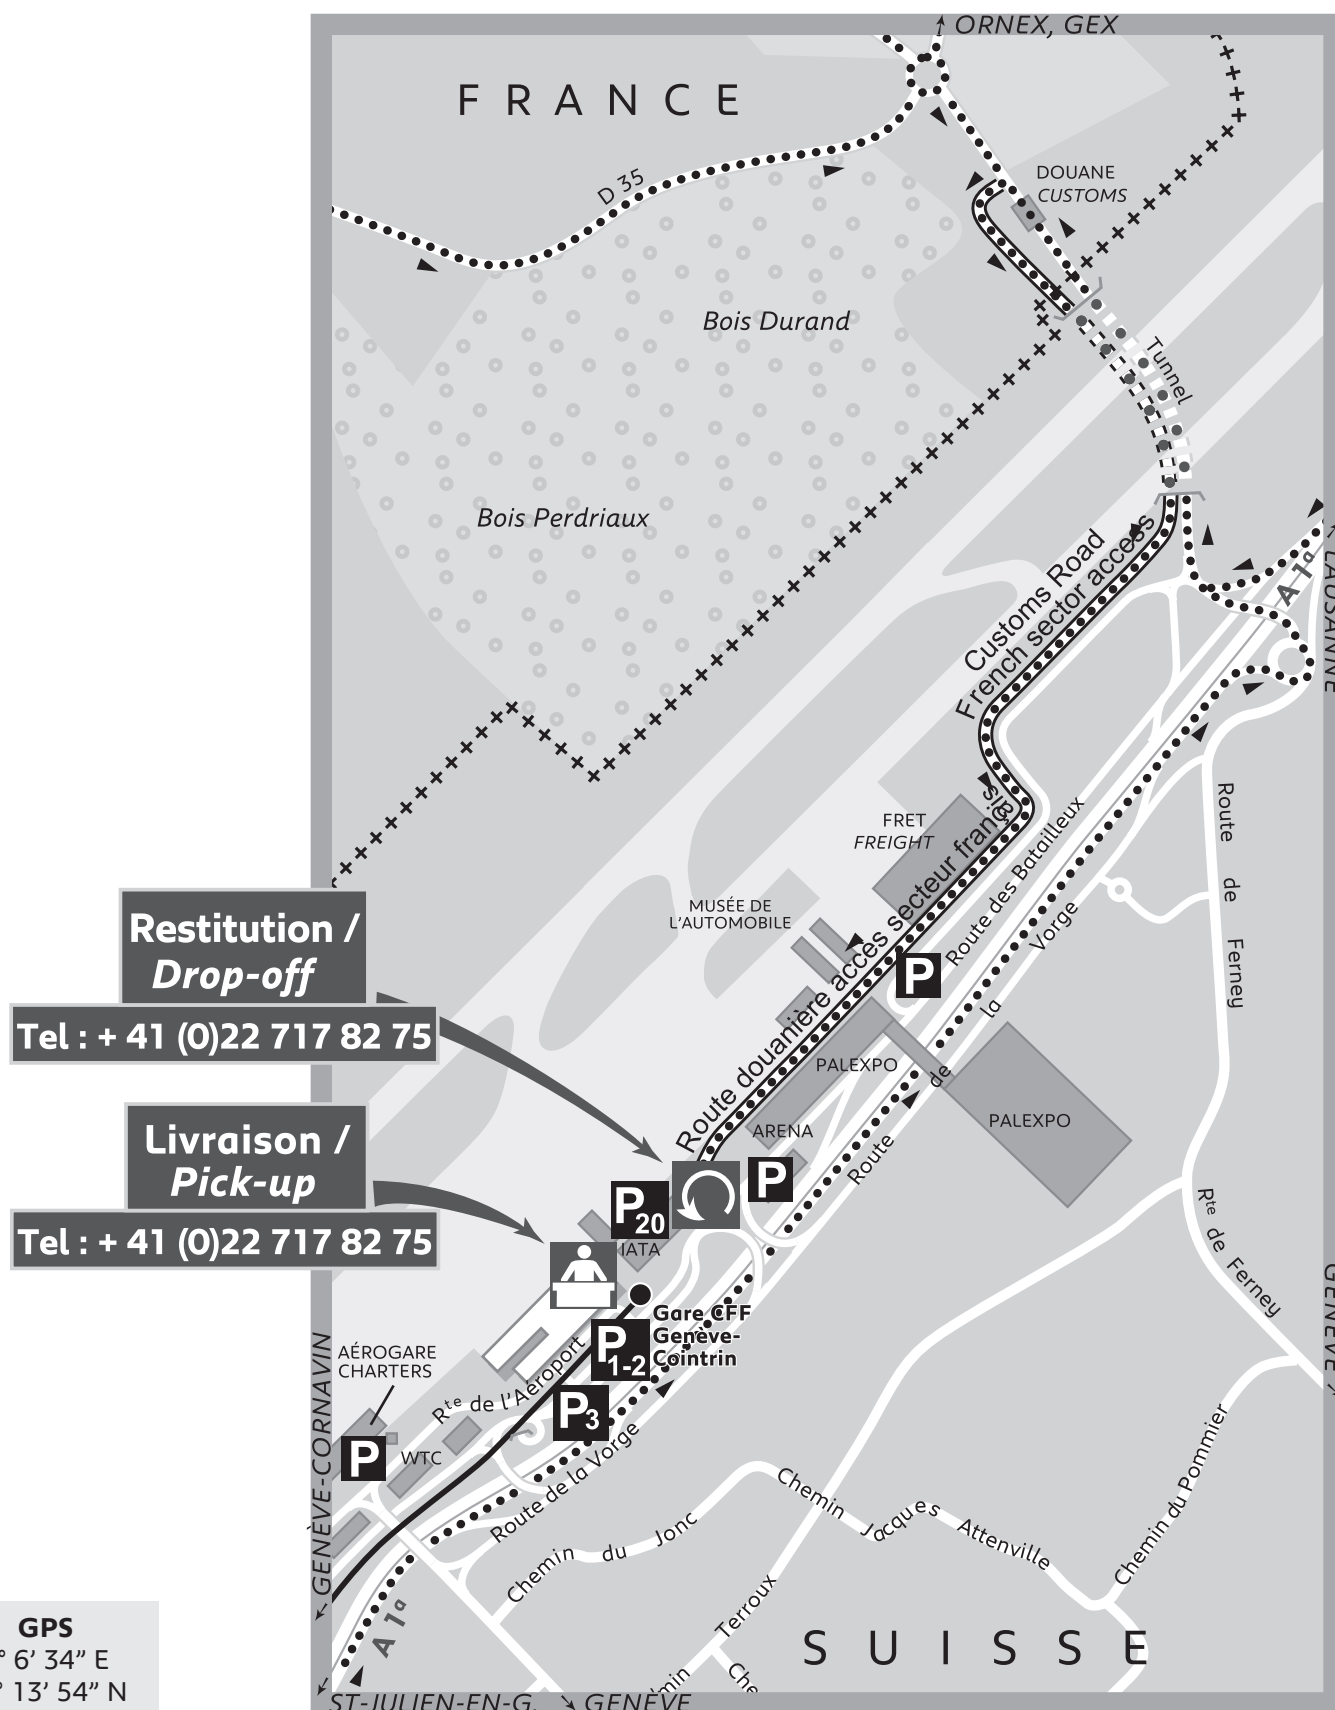 ORNEX, GEX
FRANCE
D 35
DOUANE
CUSTOMS
Bois Durand
Tunnel
Bois Perdriaux
Customs Road
French sector access
A 1a
LAUSANNE
FRET
FREIGHT
Route douanière accès secteur français
Route des Batailleux
Route de Ferney
MUSÉE DE
L'AUTOMOBILE
Restitution /
Drop-off
Tel : + 41 (0)22 717 82 75
P
Route de la Vorge
PALEXPO
PALEXPO
ARENA
P
Livraison /
Pick-up
Tel : + 41 (0)22 717 82 75
P20
IATA
Rte de Ferney
GENÈVE
Gare CFF
Genève-
Cointrin
P1-2
P3
AÉROGARE
CHARTERS
Rte de l'Aéroport
P
WTC
GENÈVE-CORNAVIN
Route de la Vorge
Chemin du Jonc
Chemin Jacques Attenville
Chemin du Pommier
Terroux
min
Che
A 1a
SUISSE
GPS
° 6' 34" E
° 13' 54" N
ST-JULIEN-EN-G.
GENÈVE